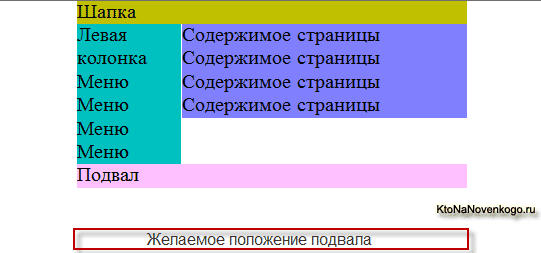 Шапка
Левая
колонка
Меню
Меню
Меню
Меню
Содержимое страницы
Содержимое страницы
Содержимое страницы
Содержимое страницы
Подвал
KtoNaNovenkogo.ru
Желаемое положение подвала